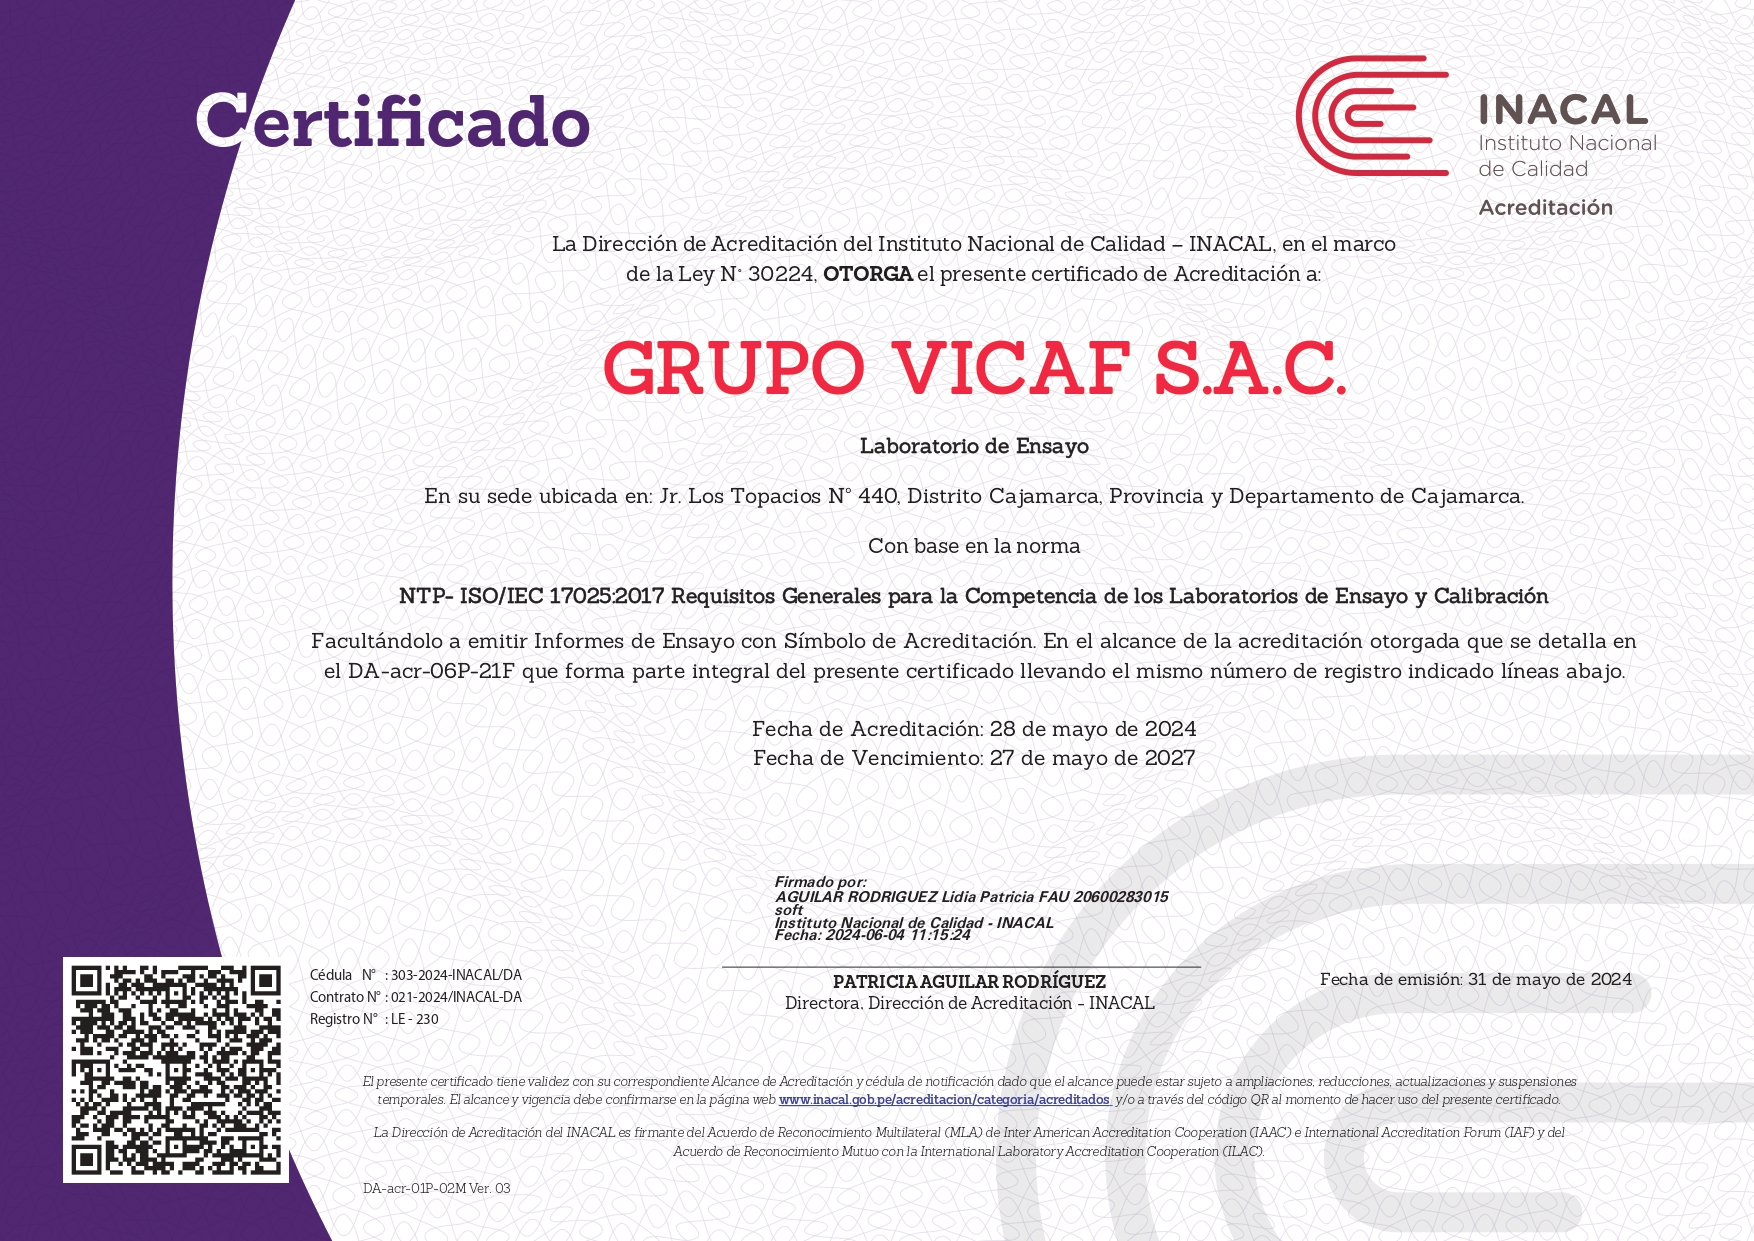 Certificado
INACAL
Instituto Nacional
de Calidad
Acreditación
La Dirección de Acreditación del Instituto Nacional de Calidad – INACAL, en el marco
de la Ley N° 30224, OTORGA el presente certificado de Acreditación a:
GRUPO VICAF S.A.C.
Laboratorio de Ensayo
En su sede ubicada en: Jr. Los Topacios N° 440, Distrito Cajamarca, Provincia y Departamento de Cajamarca.
Con base en la norma
NTP- ISO/IEC 17025:2017 Requisitos Generales para la Competencia de los Laboratorios de Ensayo y Calibración
Facultándolo a emitir Informes de Ensayo con Símbolo de Acreditación. En el alcance de la acreditación otorgada que se detalla en
el DA-acr-06P-21F que forma parte integral del presente certificado llevando el mismo número de registro indicado líneas abajo.
Fecha de Acreditación: 28 de mayo de 2024
Fecha de Vencimiento: 27 de mayo de 2027
Firmado por:
AGUILAR RODRIGUEZ Lidia Patricia FAU 20600283015
soft
Instituto Nacional de Calidad - INACAL
Fecha: 2024-06-04 11:15:24
Cédula N° : 303-2024-INACAL/DA
Contrato N° : 021-2024/INACAL-DA
Registro N° : LE - 230
PATRICIA AGUILAR RODRÍGUEZ
Directora, Dirección de Acreditación - INACAL
Fecha de emisión: 31 de mayo de 2024
El presente certificado tiene validez con su correspondiente Alcance de Acreditación y cédula de notificación dado que el alcance puede estar sujeto a ampliaciones, reducciones, actualizaciones y suspensiones
temporales. El alcance y vigencia debe confirmarse en la página web www.inacal.gob.pe/acreditacion/categoria/acreditados y/o a través del código QR al momento de hacer uso del presente certificado.
La Dirección de Acreditación del INACAL es firmante del Acuerdo de Reconocimiento Multilateral (MLA) de Inter American Accreditation Cooperation (IAAC) e International Accreditation Forum (IAF) y del
Acuerdo de Reconocimiento Mutuo con la International Laboratory Accreditation Cooperation (ILAC).
DA-acr-01P-02M Ver. 03